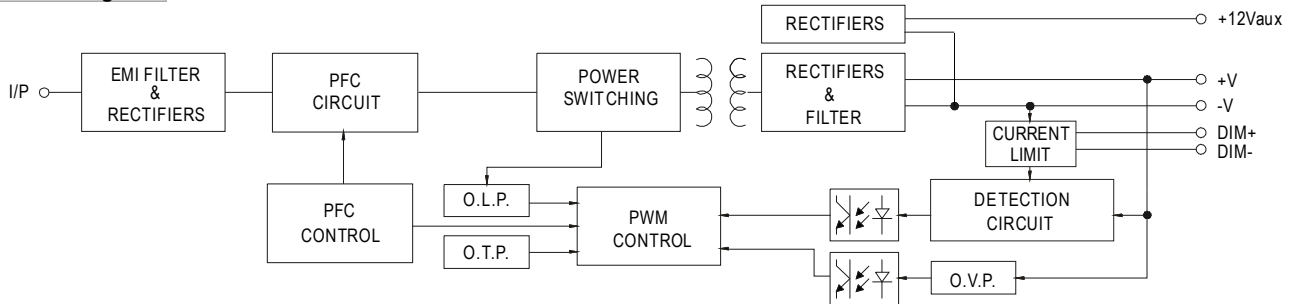 RECTIFIERS
+12Vaux
I/P
EMI FILTER
&
RECTIFIERS
PFC
CIRCUIT
POWER
SWITCHING
RECTIFIERS
&
FILTER
+V
-V
CURRENT
LIMIT
DIM+
DIM-
PFC
CONTROL
O.L.P.
O.T.P.
PWM
CONTROL
DETECTION
CIRCUIT
O.V.P.